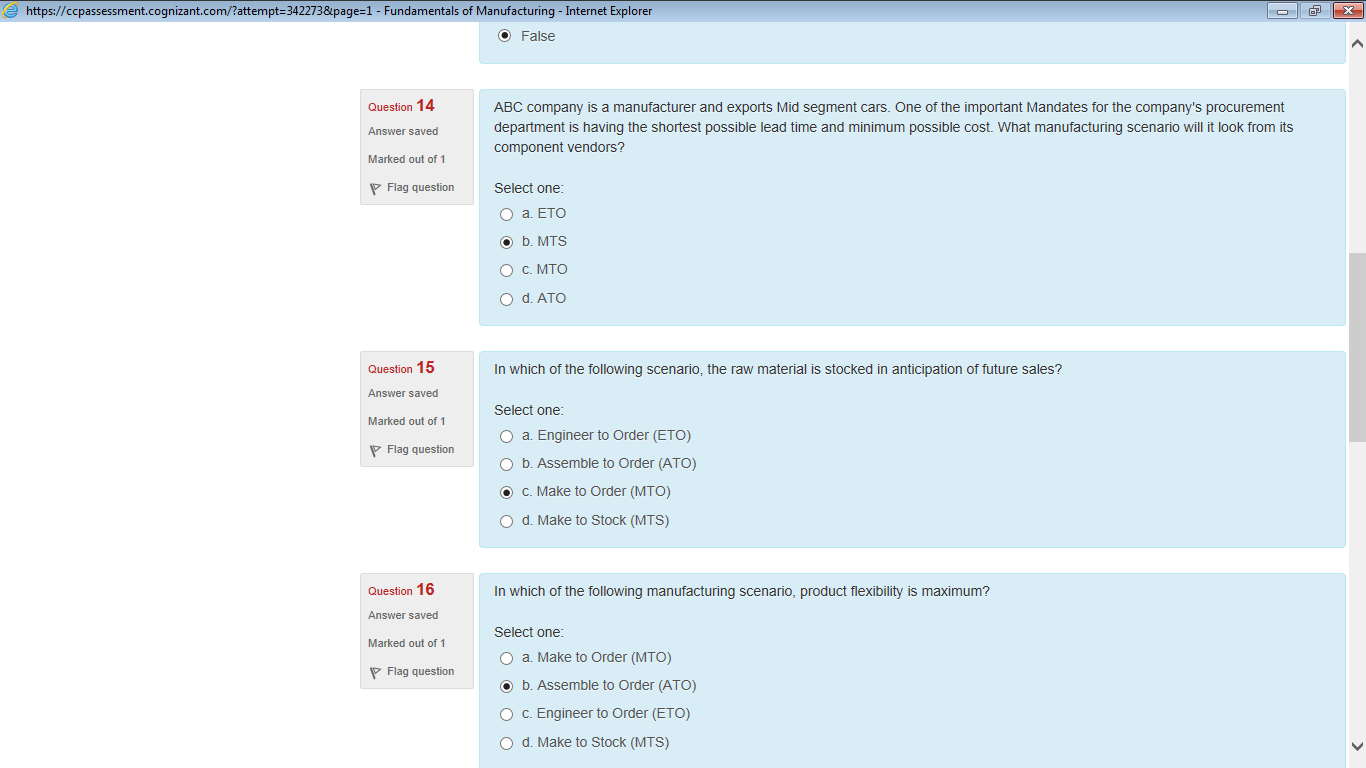 https://ccpassessment.cognizant.com/?attempt=342273&page=1 - Fundamentals of Manufacturing - Internet Explorer
False
Question 14
Answer saved
Marked out of 1
Flag question
ABC company is a manufacturer and exports Mid segment cars. One of the important Mandates for the company's procurement
department is having the shortest possible lead time and minimum possible cost. What manufacturing scenario will it look from its
component vendors?
Select one:
a. ETO
b. MTS
c. MTO
d. ATO
Question 15
Answer saved
Marked out of 1
Flag question
In which of the following scenario, the raw material is stocked in anticipation of future sales?
Select one:
a. Engineer to Order (ETO)
b. Assemble to Order (ATO)
c. Make to Order (MTO)
d. Make to Stock (MTS)
Question 16
Answer saved
Marked out of 1
Flag question
In which of the following manufacturing scenario, product flexibility is maximum?
Select one:
a. Make to Order (MTO)
b. Assemble to Order (ATO)
c. Engineer to Order (ETO)
d. Make to Stock (MTS)